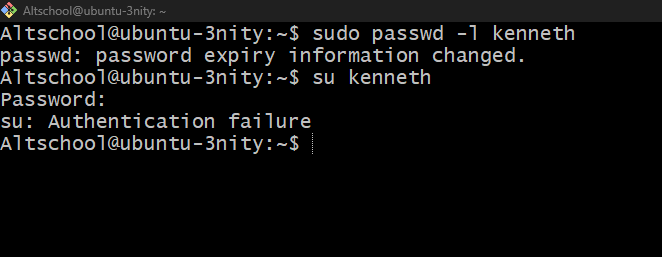 Altschool@ubuntu-3nity: ~
Altschool@ubuntu-3nity:~$ sudo passwd -l kenneth
passwd: password expiry information changed.
Altschool@ubuntu-3nity:~$ su kenneth
Password:
su: Authentication failure
Altschool@ubuntu-3nity:~$